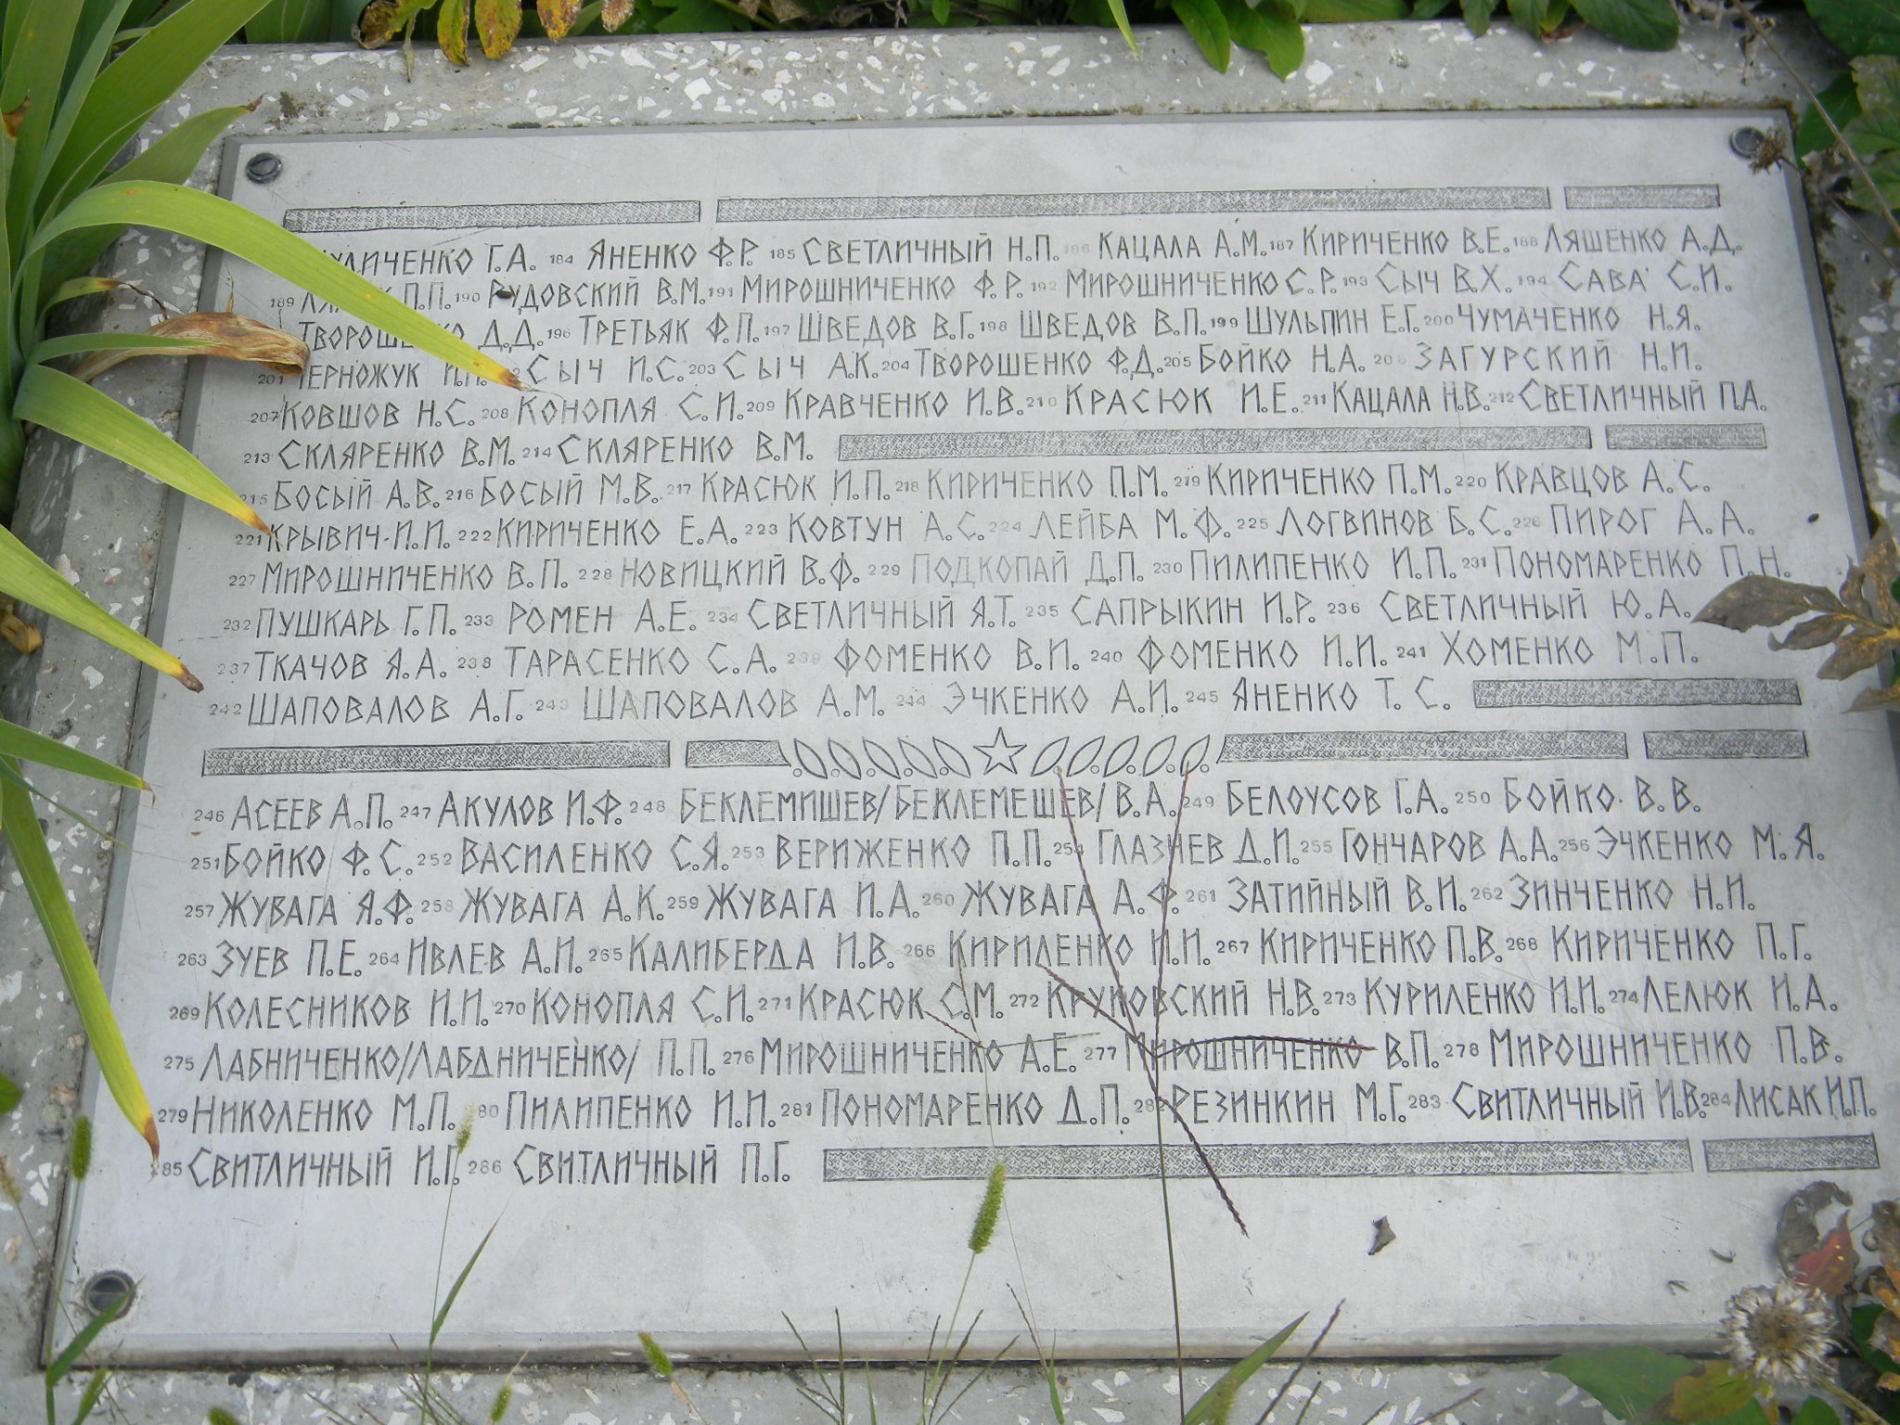 Г.А. 184 ЯНЕНКО Ф.Р. 185 СВЕТЛИЧНЫЙ Н.П. 186 КАЦАЛА А.М. 187 КИРИЧЕНКО В.Е. 188 ЛЯШЕНКО А.Д.
189 П.П. 190 РУДОВСКИЙ В.М. 191 МИРОШНИЧЕНКО Ф.Р. 192 МИРОШНИЧЕНКО С.Р. 193 СЫЧ В.Х. 194 САВА С.И.
ТВОРОШЕНКО Д.Д. 196 ТРЕТЬЯК Ф.П. 197 ШВЕДОВ В.Г. 198 ШВЕДОВ В.П. 199 ШУЛЬПИН Е.Г. 200 ЧУМАЧЕНКО Н.Я.
201 ЧЕРНОЖУК И.П. СЫЧ И.С. 203 СЫЧ А.К. 204 ТВОРОШЕНКО Ф.Д. 205 БОЙКО Н.А. 206 ЗАГУРСКИЙ Н.И.
207 КОВШОВ Н.С. 208 КОНОПЛЯ С.И. 209 КРАВЧЕНКО И.В. 210 КРАСЮК И.Е. 211 КАЦАЛА Н.В. 212 СВЕТЛИЧНЫЙ П.А.
213 СКЛЯРЕНКО В.М. 214 СКЛЯРЕНКО В.М.
215 БОСЫЙ А.В. 216 БОСЫЙ М.В. 217 КРАСЮК И.П. 218 КИРИЧЕНКО П.М. 219 КИРИЧЕНКО П.М. 220 КРАВЦОВ А.С.
221 КРЫВИЧ И.И. 222 КИРИЧЕНКО Е.А. 223 КОВТУН А.С. 224 ЛЕЙБА М.Ф. 225 ЛОГВИНОВ Б.С. 226 ПИРОГ А.А.
227 МИРОШНИЧЕНКО В.П. 228 НОВИЦКИЙ В.Ф. 229 ПОДКОПАЙ Д.П. 230 ПИЛИПЕНКО И.П. 231 ПОНОМАРЕНКО П.Н.
232 ПУШКАРЬ Г.П. 233 РОМЕН А.Е. 234 СВЕТЛИЧНЫЙ Я.Т. 235 САПРЫКИН И.Р. 236 СВЕТЛИЧНЫЙ Ю.А.
237 ТКАЧОВ Я.А. 238 ТАРАСЕНКО С.А. 239 ФОМЕНКО В.И. 240 ФОМЕНКО И.И. 241 ХОМЕНКО М.П.
242 ШАПОВАЛОВ А.Г. 243 ШАПОВАЛОВ А.М. 244 ЭЧКЕНКО А.И. 245 ЯНЕНКО Т.С.
246 АСЕЕВ А.П. 247 АКУЛОВ И.Ф. 248 БЕКЛЕМИШЕВ/БЕКЛЕМЕШЕВ/ В.А. 249 БЕЛОУСОВ Г.А. 250 БОЙКО В.В.
251 БОЙКО Ф.С. 252 ВАСИЛЕНКО С.Я. 253 ВЕРИЖЕНКО П.П. 254 ГЛАЗНЕВ Д.И. 255 ГОНЧАРОВ А.А. 256 ЭЧКЕНКО М.Я.
257 ЖУВАГА Я.Ф. 258 ЖУВАГА А.К. 259 ЖУВАГА И.А. 260 ЖУВАГА А.Ф. 261 ЗАТИЙНЫЙ В.И. 262 ЗИНЧЕНКО Н.И.
263 ЗУЕВ П.Е. 264 ИВЛЕВ А.И. 265 КАЛИБЕРДА И.В. 266 КИРИЛЕНКО И.И. 267 КИРИЧЕНКО П.В. 268 КИРИЧЕНКО П.Г.
269 КОЛЕСНИКОВ И.И. 270 КОНОПЛЯ С.И. 271 КРАСЮК С.М. 272 КРУКОВСКИЙ Н.В. 273 КУРИЛЕНКО И.И. 274 ЛЕЛЮК И.А.
275 ЛАБНИЧЕНКО/ЛАБДНИЧЕНКО/ П.П. 276 МИРОШНИЧЕНКО А.Е. 277 МИРОШНИЧЕНКО В.П. 278 МИРОШНИЧЕНКО П.В.
279 НИКОЛЕНКО М.П. 280 ПИЛИПЕНКО И.И. 281 ПОНОМАРЕНКО Д.П. 282 РЕЗИНКИН М.Г. 283 СВИТЛИЧНЫЙ И.В. 284 ЛИСАК И.П.
285 СВИТЛИЧНЫЙ И.Г. 286 СВИТЛИЧНЫЙ П.Г.